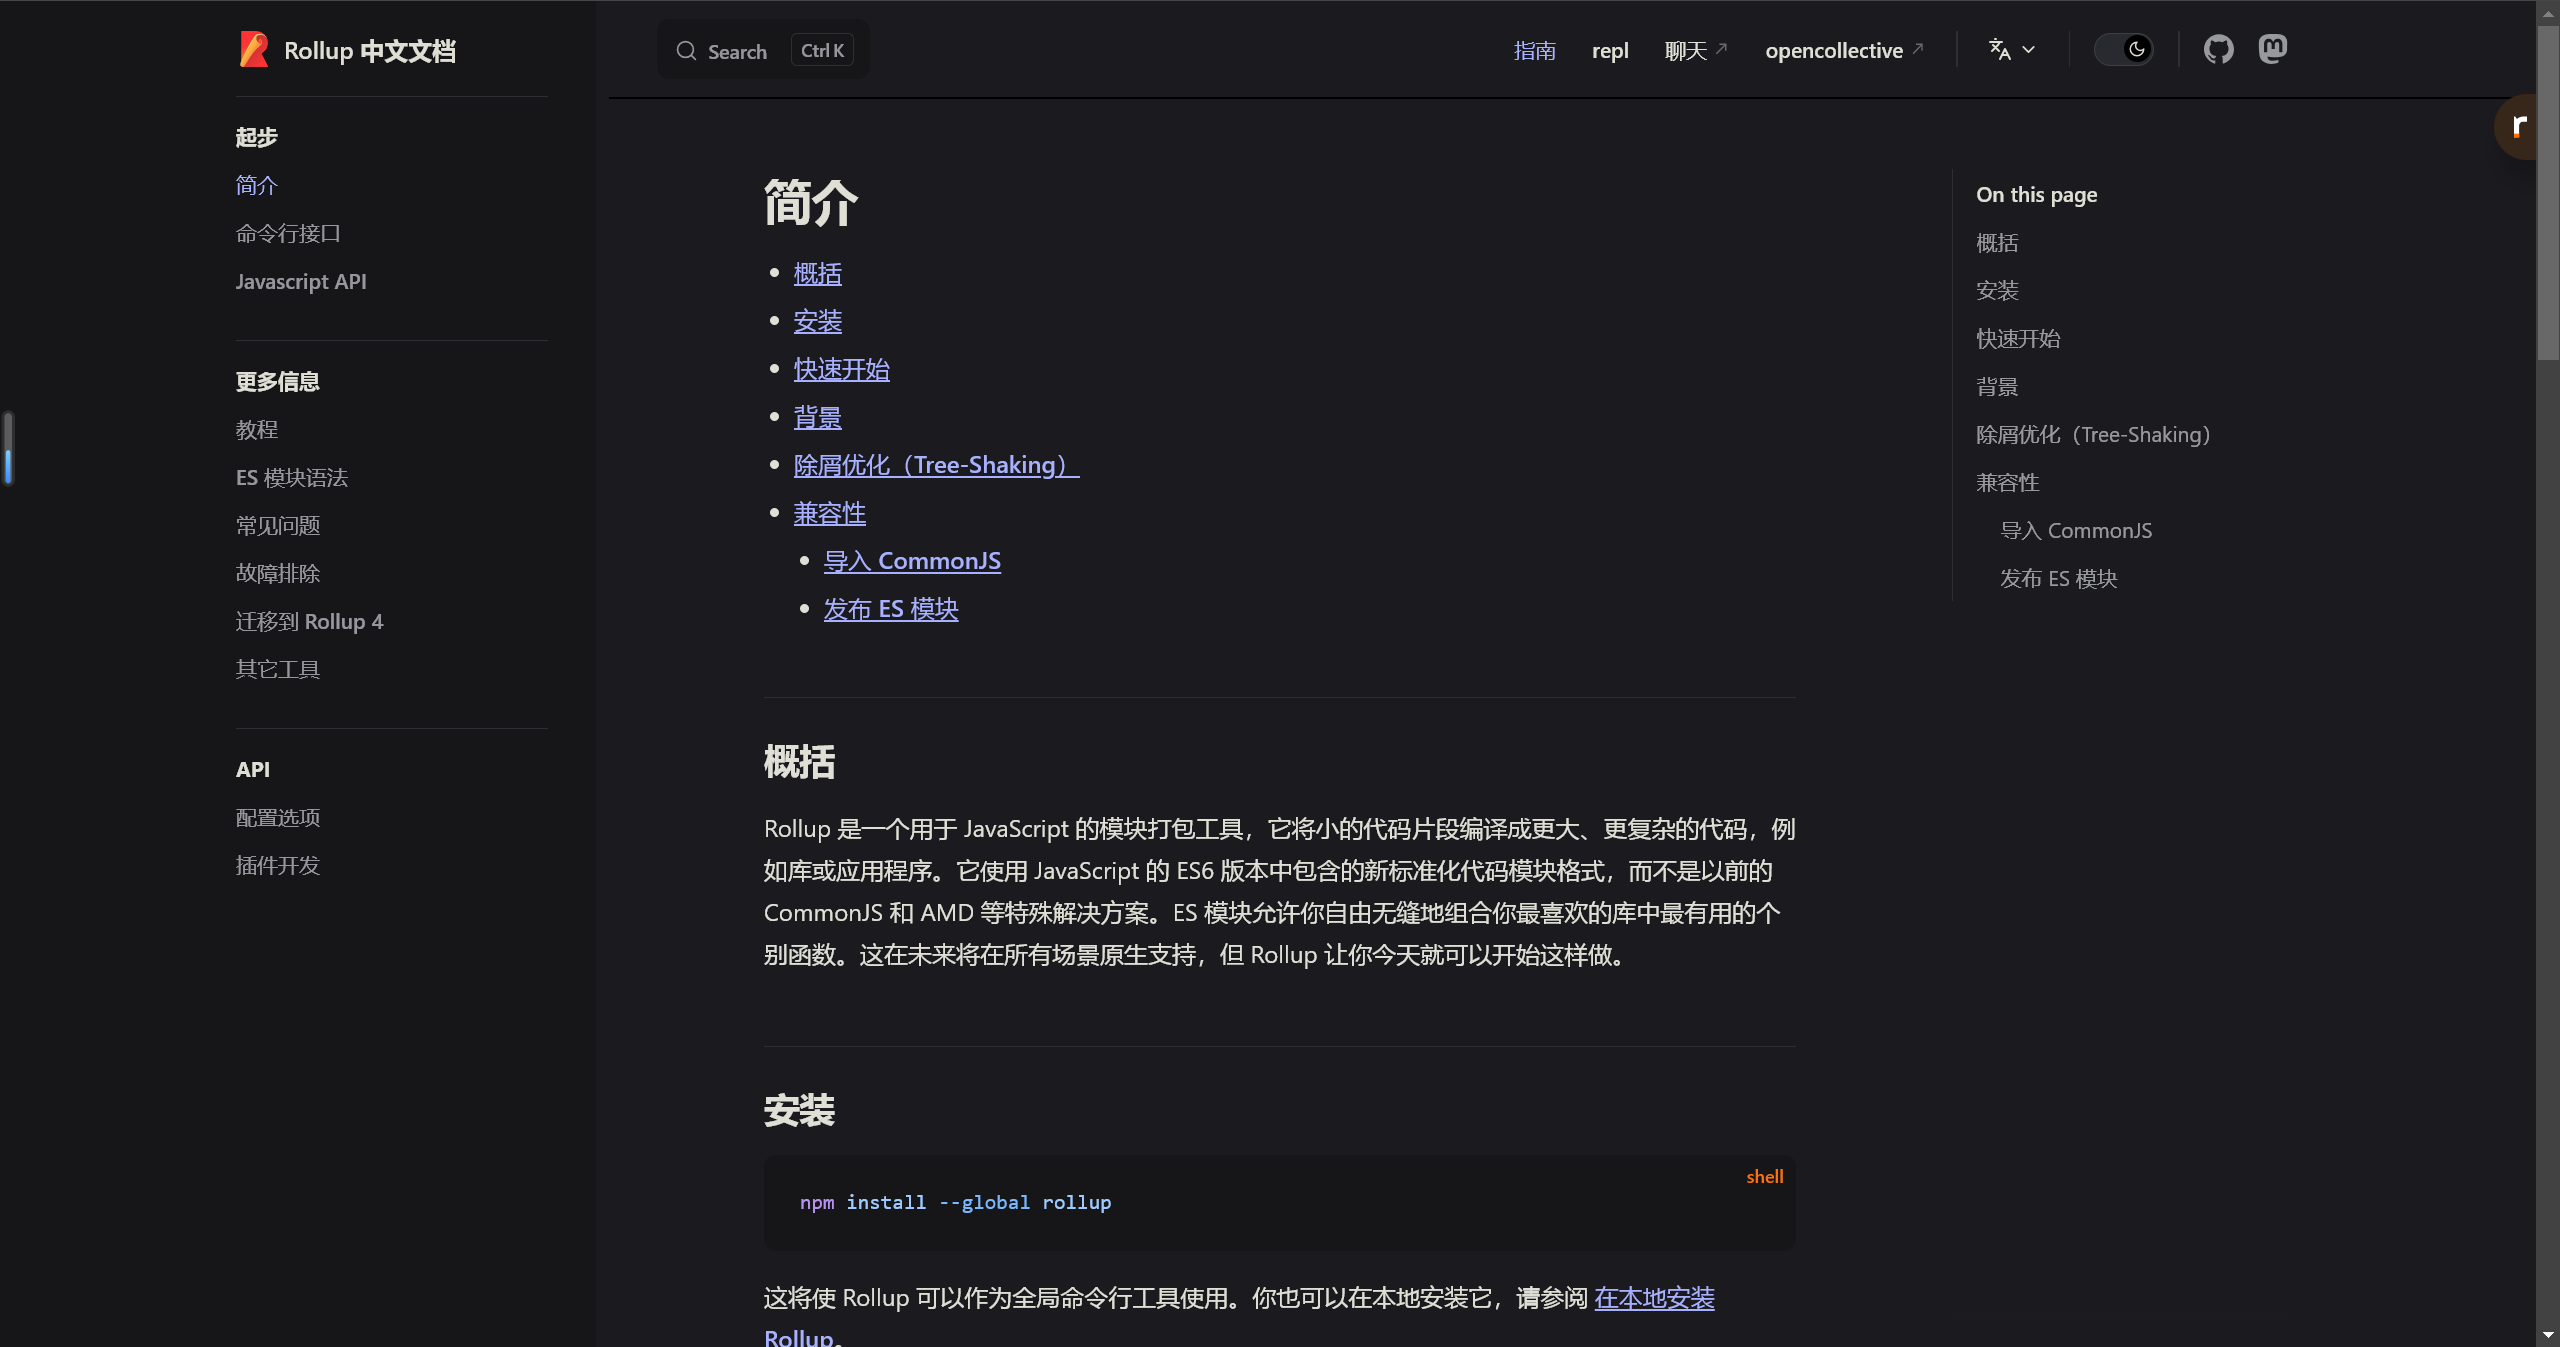 Rollup 中文文档
Search
Ctrl K
指南
repl
聊天
opencollective
起步
简介
命令行接口
Javascript API
更多信息
教程
ES 模块语法
常见问题
故障排除
迁移到 Rollup 4
其它工具
API
配置选项
插件开发
简介
概括
安装
快速开始
背景
除屑优化（Tree-Shaking）
兼容性
导入 CommonJS
发布 ES 模块
概括
Rollup 是一个用于 JavaScript 的模块打包工具，它将小的代码片段编译成更大、更复杂的代码，例
如库或应用程序。它使用 JavaScript 的 ES6 版本中包含的新标准化代码模块格式，而不是以前的
CommonJS 和 AMD 等特殊解决方案。ES 模块允许你自由无缝地组合你最喜欢的库中最有用的个
别函数。这在未来将在所有场景原生支持，但 Rollup 让你今天就可以开始这样做。
安装
shell
npm install --global rollup
这将使 Rollup 可以作为全局命令行工具使用。你也可以在本地安装它，请参阅 在本地安装
Rollup。
On this page
概括
安装
快速开始
背景
除屑优化（Tree-Shaking）
兼容性
导入 CommonJS
发布 ES 模块
r